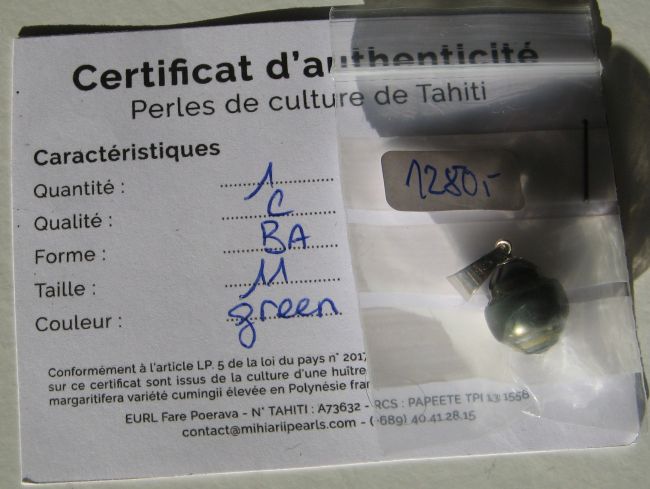 Certificat d'authenticité
Perles de culture de Tahiti
Caractéristiques
Quantité : 1
Qualité : C
Forme : BA
Taille : 11
Couleur : green
1280,-
Conformément à l'article LP. 5 de la loi du pays n° 2017
sur ce certificat sont issus de la culture d'une huître
margaritifera variété cumingii élevée en Polynésie fran
EURL Fare Poerava - N° TAHITI : A73632 - RCS : PAPEETE TPI 13 1556
contact@mihiariipearls.com - (+689) 40.41.28.15